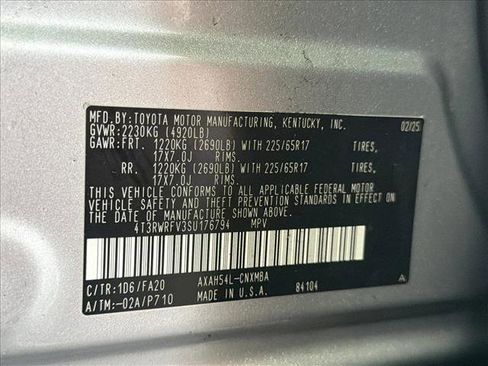 MFD.BY:TOYOTA MOTOR MANUFACTURING, KENTUCKY, INC. 02/25
GVWR:2230KG (4920LB)
GAWR:FRT. 1220KG (2690LB) WITH 225/65R17 TIRES,
17X7.0J RIMS.
RR. 1220KG (2690LB) WITH 225/65R17 TIRES,
17X7.0J RIMS.
THIS VEHICLE CONFORMS TO ALL APPLICABLE FEDERAL MOTOR
VEHICLE SAFETY AND THEFT PREVENTION STANDARDS IN EFFECT
ON THE DATE OF MANUFACTURE SHOWN ABOVE.
4T3RWRFV3SU176794 MPV
C/TR:1D6/FA20 AXAH54L-CNXMBA
A/TM:-02A/P710 MADE IN U.S.A. 84104